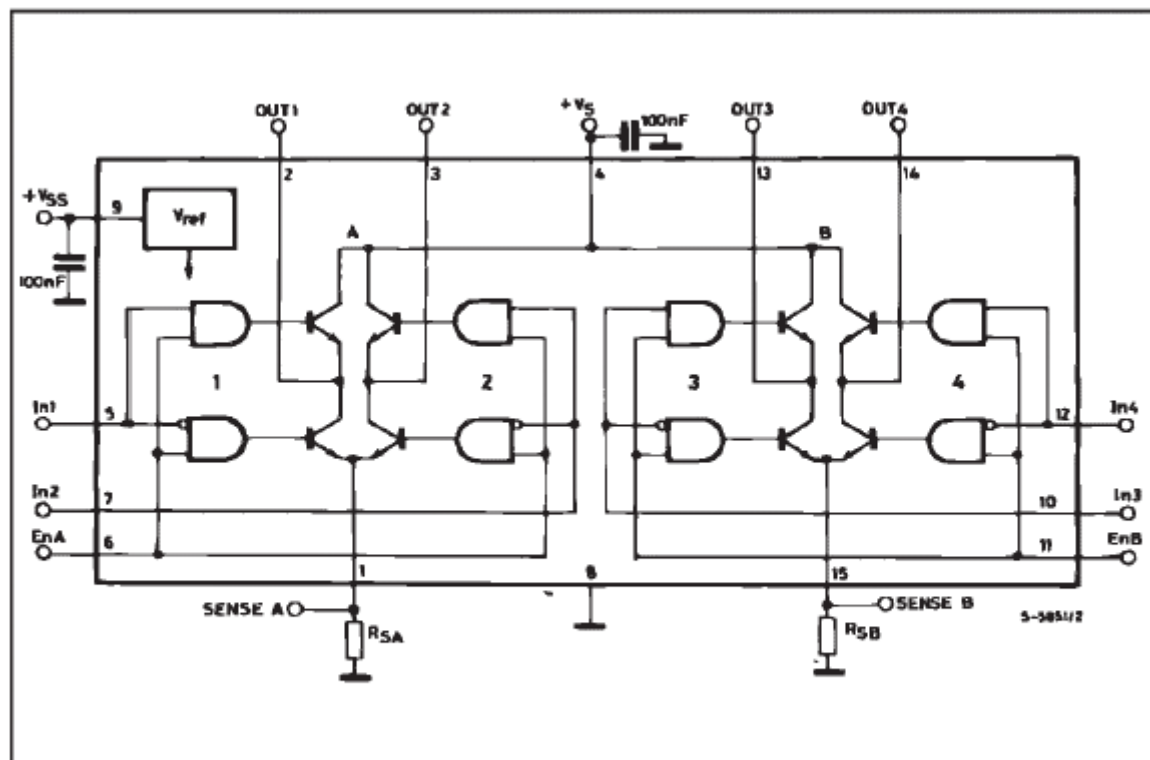 OUT1
OUT2
+VS
100nF
OUT3
OUT4
2
3
4
13
14
+VSS
9
Vref
A
B
100nF
1
2
3
4
In1
5
12
In4
In2
7
10
In3
EnA
6
11
EnB
1
8
15
SENSE A
RSA
RSB
SENSE B
S-5851/2